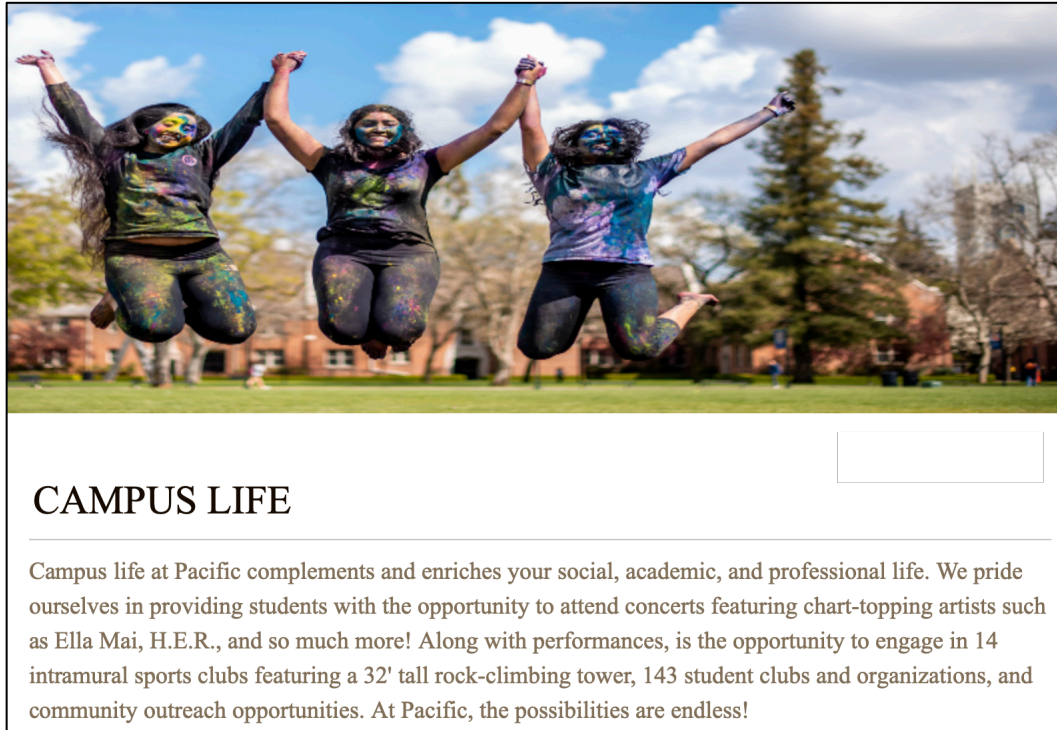 CAMPUS LIFE
Campus life at Pacific complements and enriches your social, academic, and professional life. We pride
ourselves in providing students with the opportunity to attend concerts featuring chart-topping artists such
as Ella Mai, H.E.R., and so much more! Along with performances, is the opportunity to engage in 14
intramural sports clubs featuring a 32' tall rock-climbing tower, 143 student clubs and organizations, and
community outreach opportunities. At Pacific, the possibilities are endless!